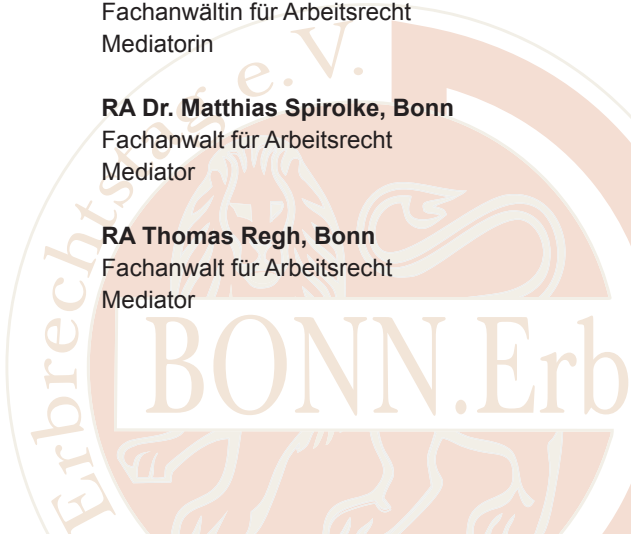 Fachanwältin für Arbeitsrecht
Mediatorin
RA Dr. Matthias Spirolke, Bonn
Fachanwalt für Arbeitsrecht
Mediator
RA Thomas Regh, Bonn
Fachanwalt für Arbeitsrecht
Mediator
Erbrechtstag e.V.
BONN.Erb